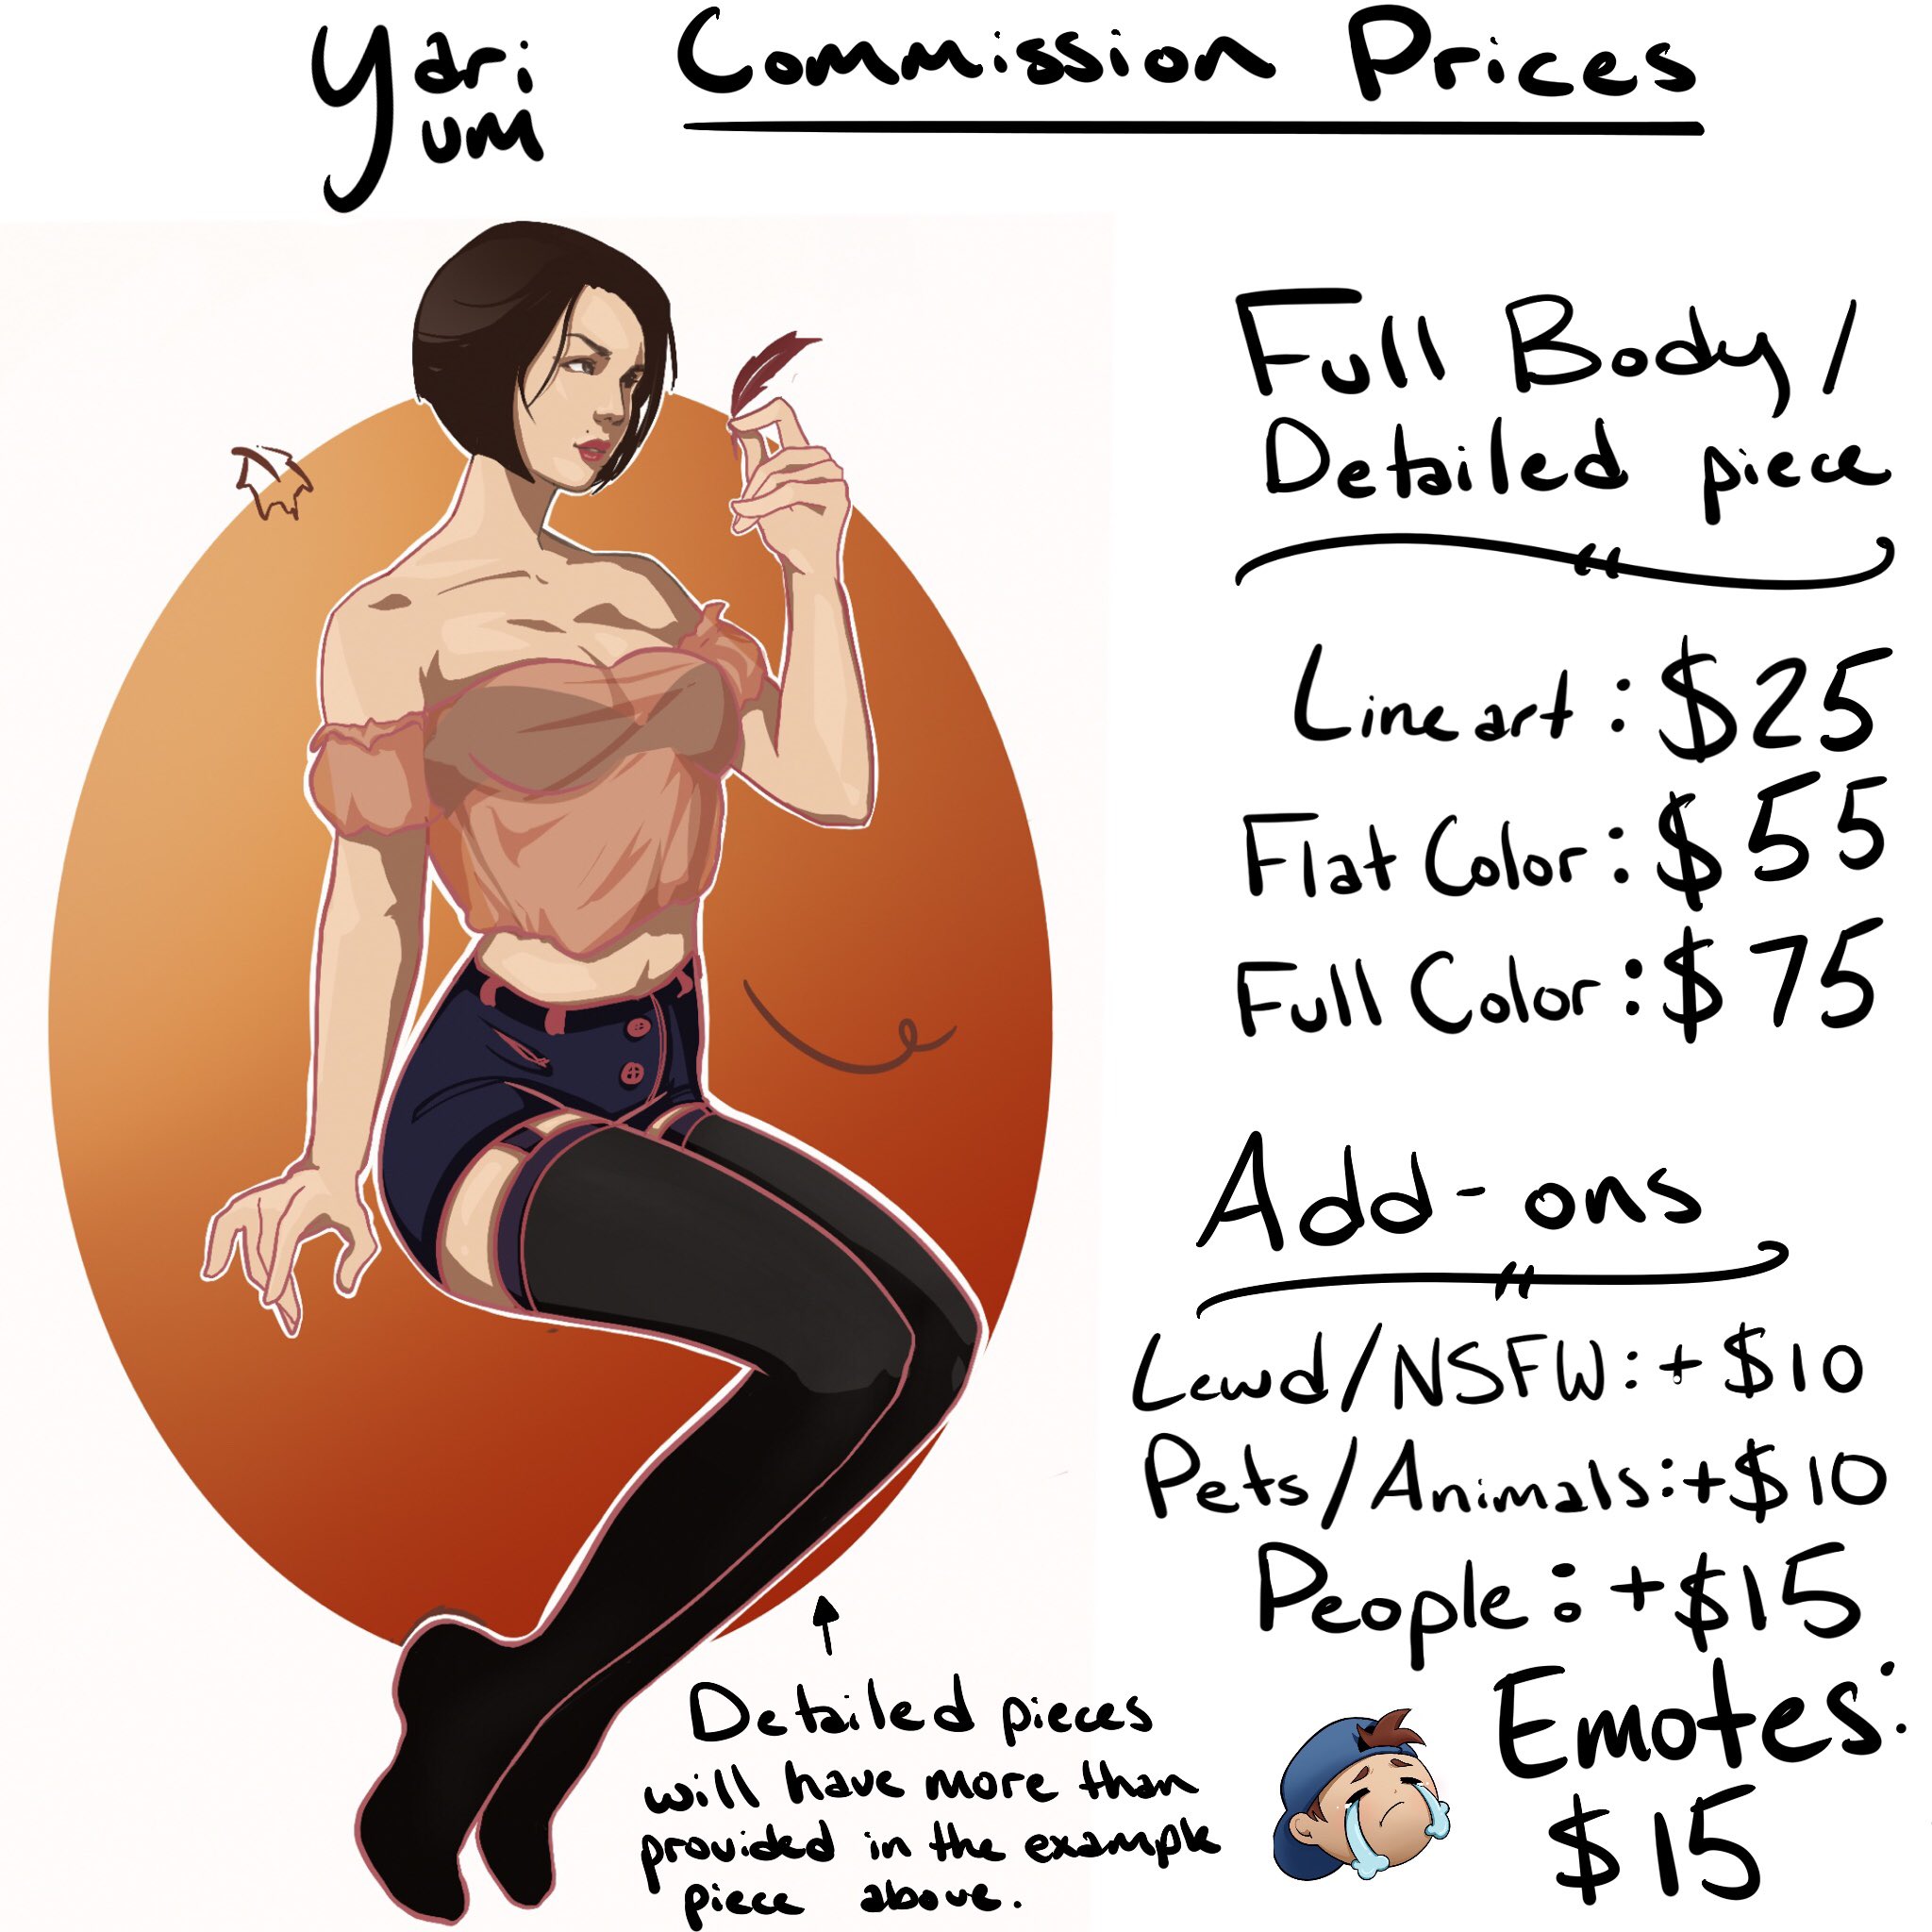 Yari
um
Commission Prices
Full Body/
Detailed piece
Line art: $25
Flat Color: $55
Full Color: $75
Add-ons
Lewd/NSFW: + $10
Pets/Animals: +$10
People: +$15
Emotes:
$15
Detailed pieces
will have more than
provided in the example
piece above.